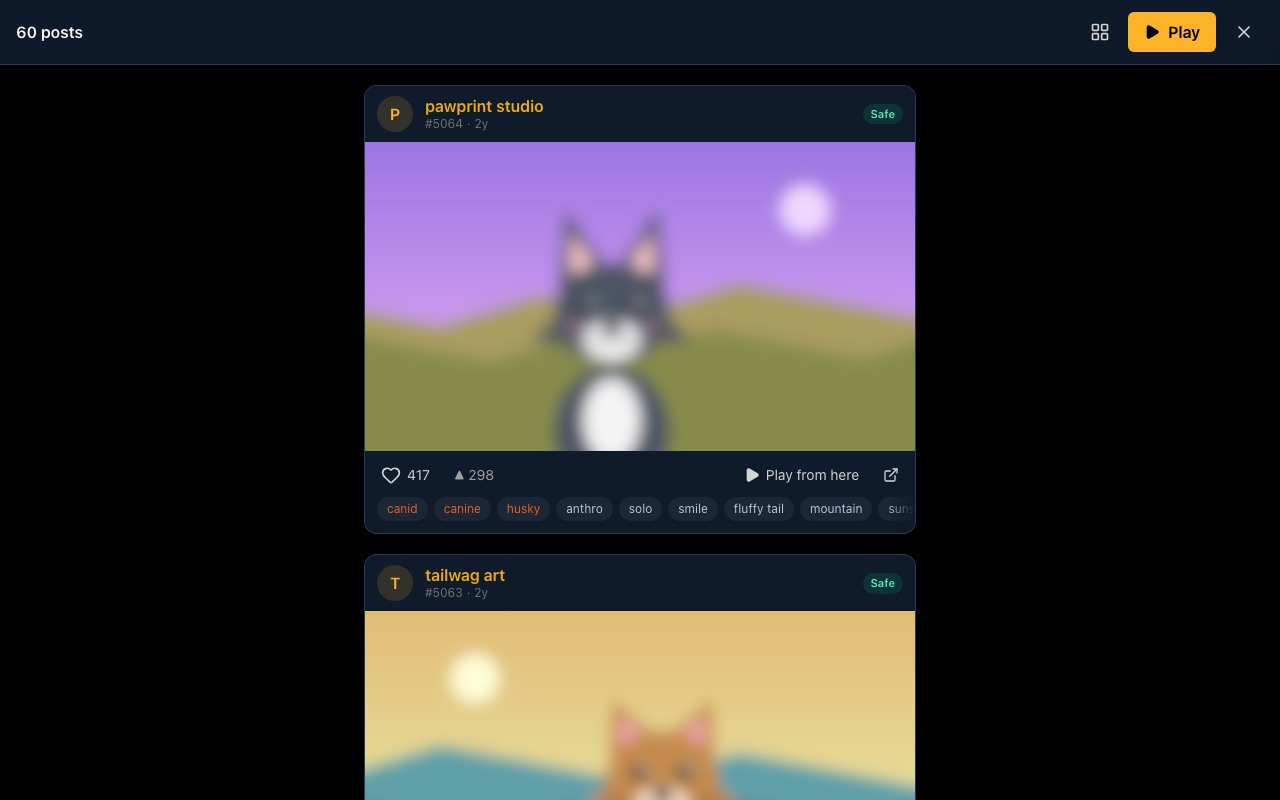 60 posts
Play
P
pawprint studio
#5064 · 2y
Safe
417
298
Play from here
canid
canine
husky
anthro
solo
smile
fluffy tail
mountain
T
tailwag art
#5063 · 2y
Safe